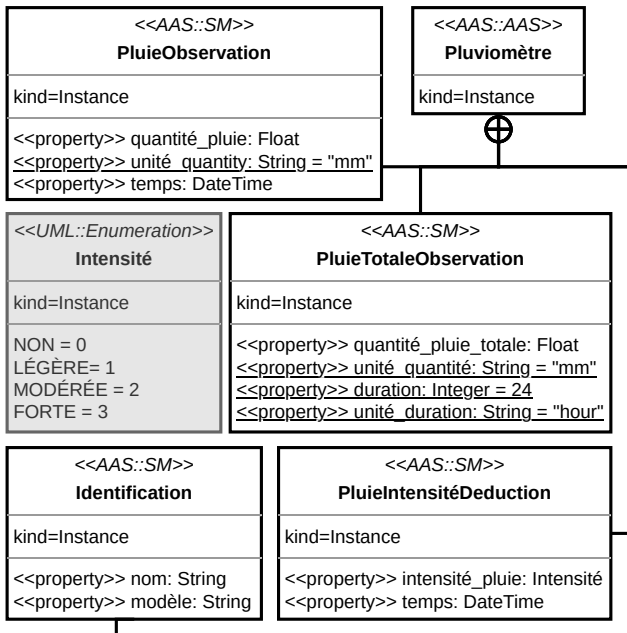 <<AAS::SM>>
PluieObservation
kind=Instance
<<property>> quantité_pluie: Float
<<property>> unité_quantity: String = "mm"
<<property>> temps: DateTime
<<AAS::AAS>>
Pluviomètre
kind=Instance
<<UML::Enumeration>>
Intensité
kind=Instance
NON = 0
LÉGÈRE= 1
MODÉRÉE = 2
FORTE = 3
<<AAS::SM>>
PluieTotaleObservation
kind=Instance
<<property>> quantité_pluie_totale: Float
<<property>> unité_quantité: String = "mm"
<<property>> duration: Integer = 24
<<property>> unité_duration: String = "hour"
<<AAS::SM>>
Identification
kind=Instance
<<property>> nom: String
<<property>> modèle: String
<<AAS::SM>>
PluieIntensitéDeduction
kind=Instance
<<property>> intensité_pluie: Intensité
<<property>> temps: DateTime